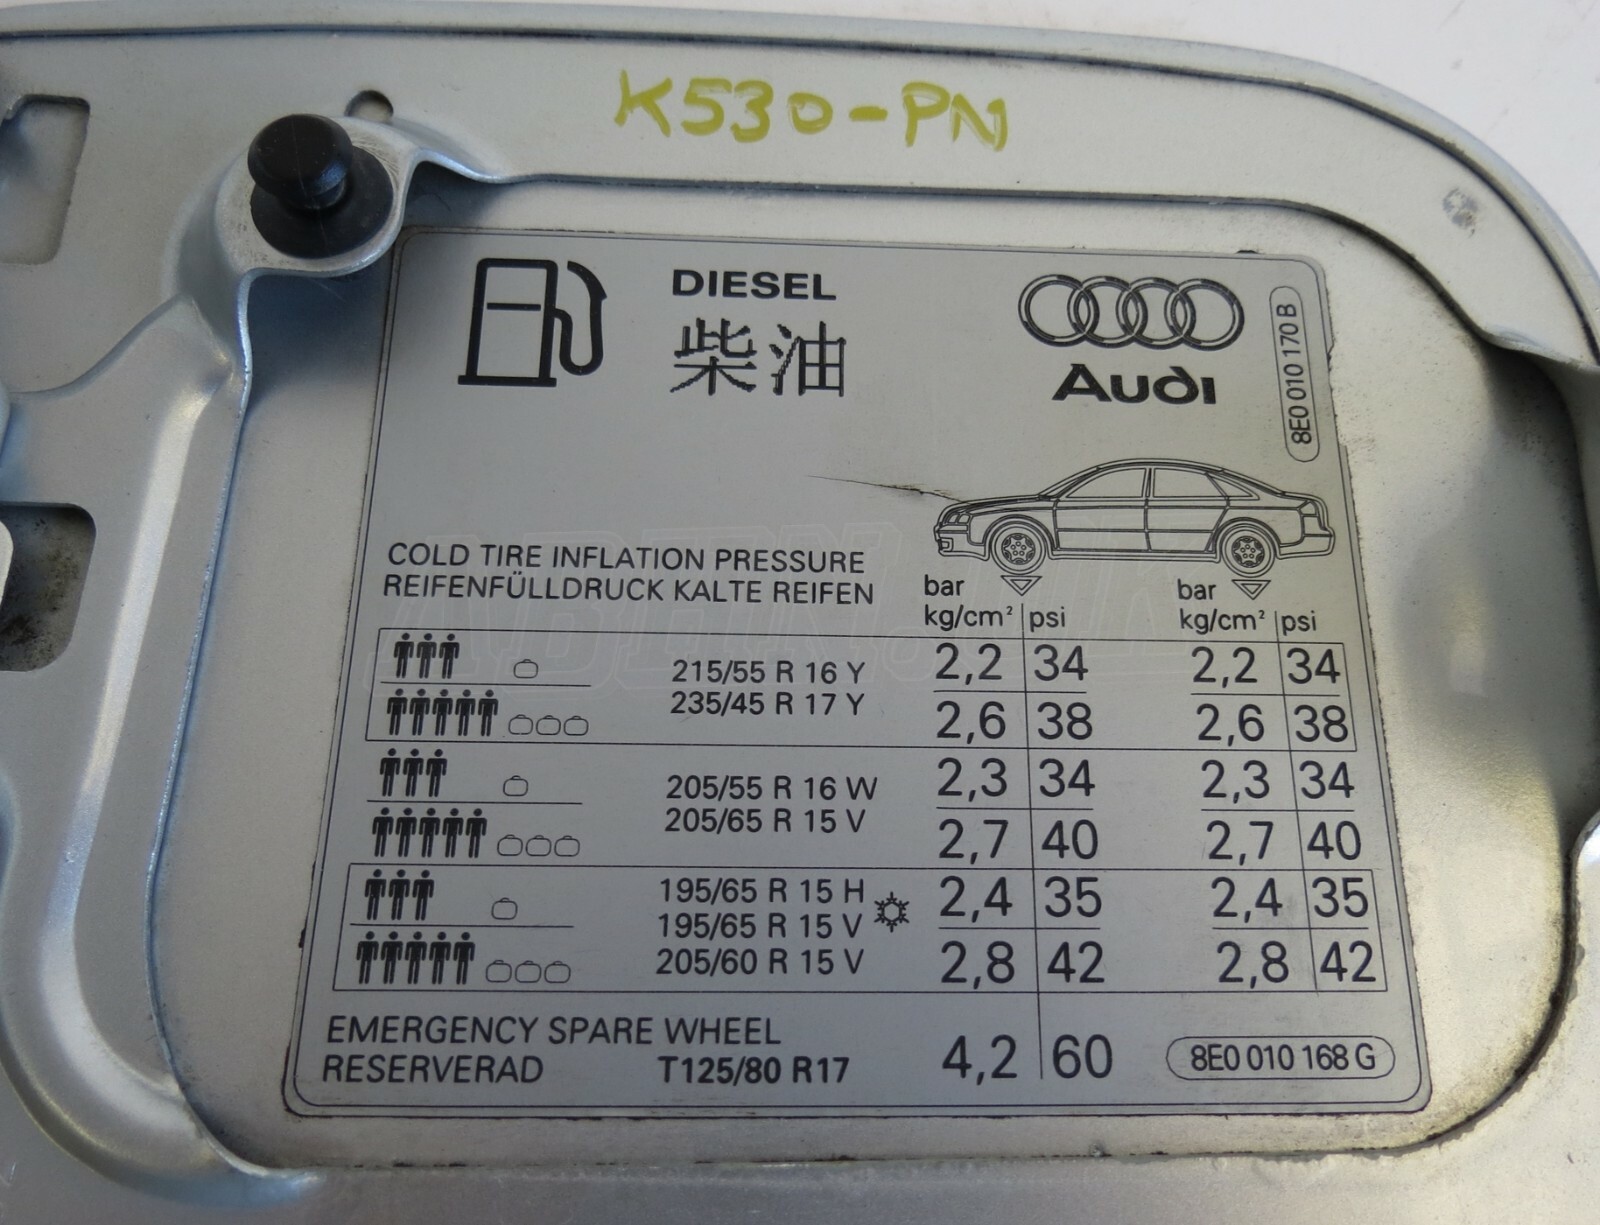 K530-PN
DIESEL
柴油
Audi
8E0 010 170 B
COLD TIRE INFLATION PRESSURE
REIFENFÜLLDRUCK KALTE REIFEN
bar
kg/cm² psi
bar
kg/cm² psi
215/55 R 16 Y 2,2 34 2,2 34
235/45 R 17 Y 2,6 38 2,6 38
205/55 R 16 W 2,3 34 2,3 34
205/65 R 15 V 2,7 40 2,7 40
195/65 R 15 H 2,4 35 2,4 35
195/65 R 15 V
205/60 R 15 V 2,8 42 2,8 42
EMERGENCY SPARE WHEEL
RESERVERAD T125/80 R17 4,2 60 8E0 010 168 G